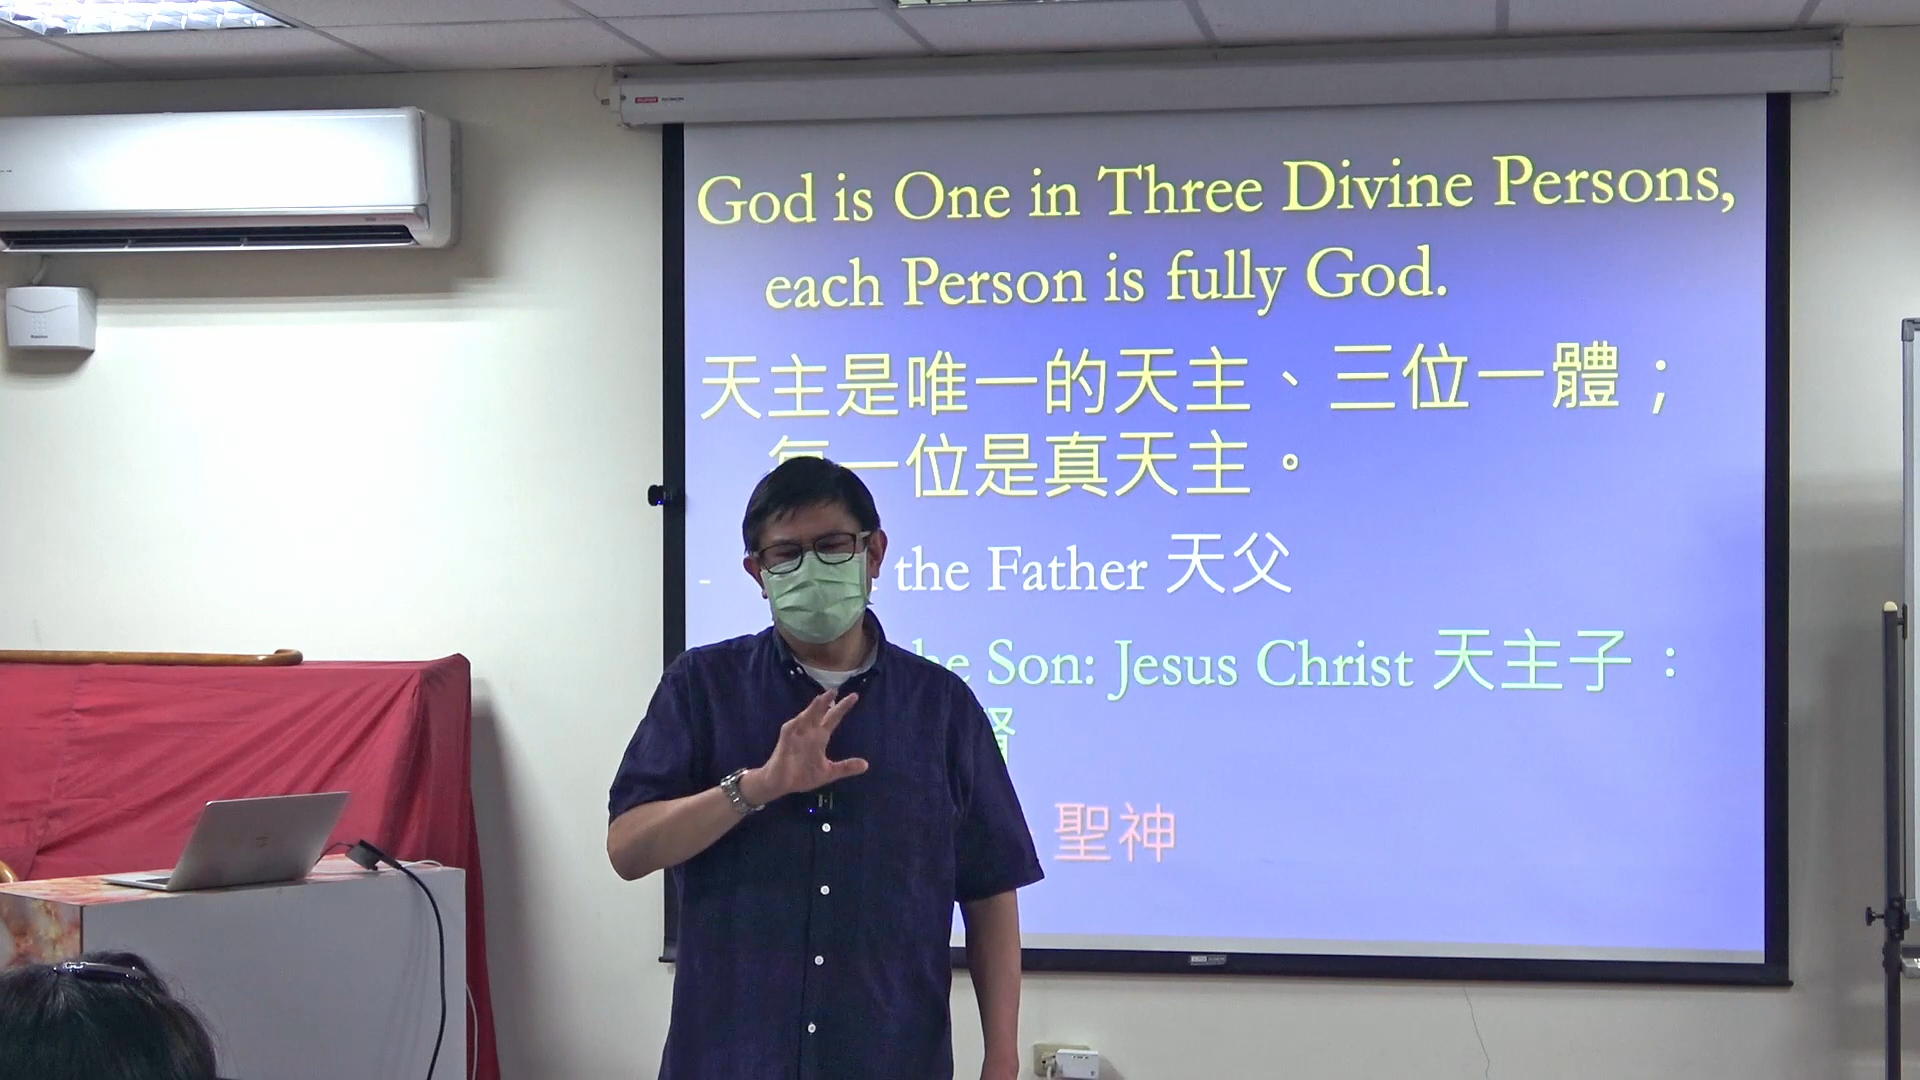 God is One in Three Divine Persons,
each Person is fully God.
天主是唯一的天主、三位一體；
每一位是真天主。
- the Father 天父
Son: Jesus Christ 天主子：
聖神